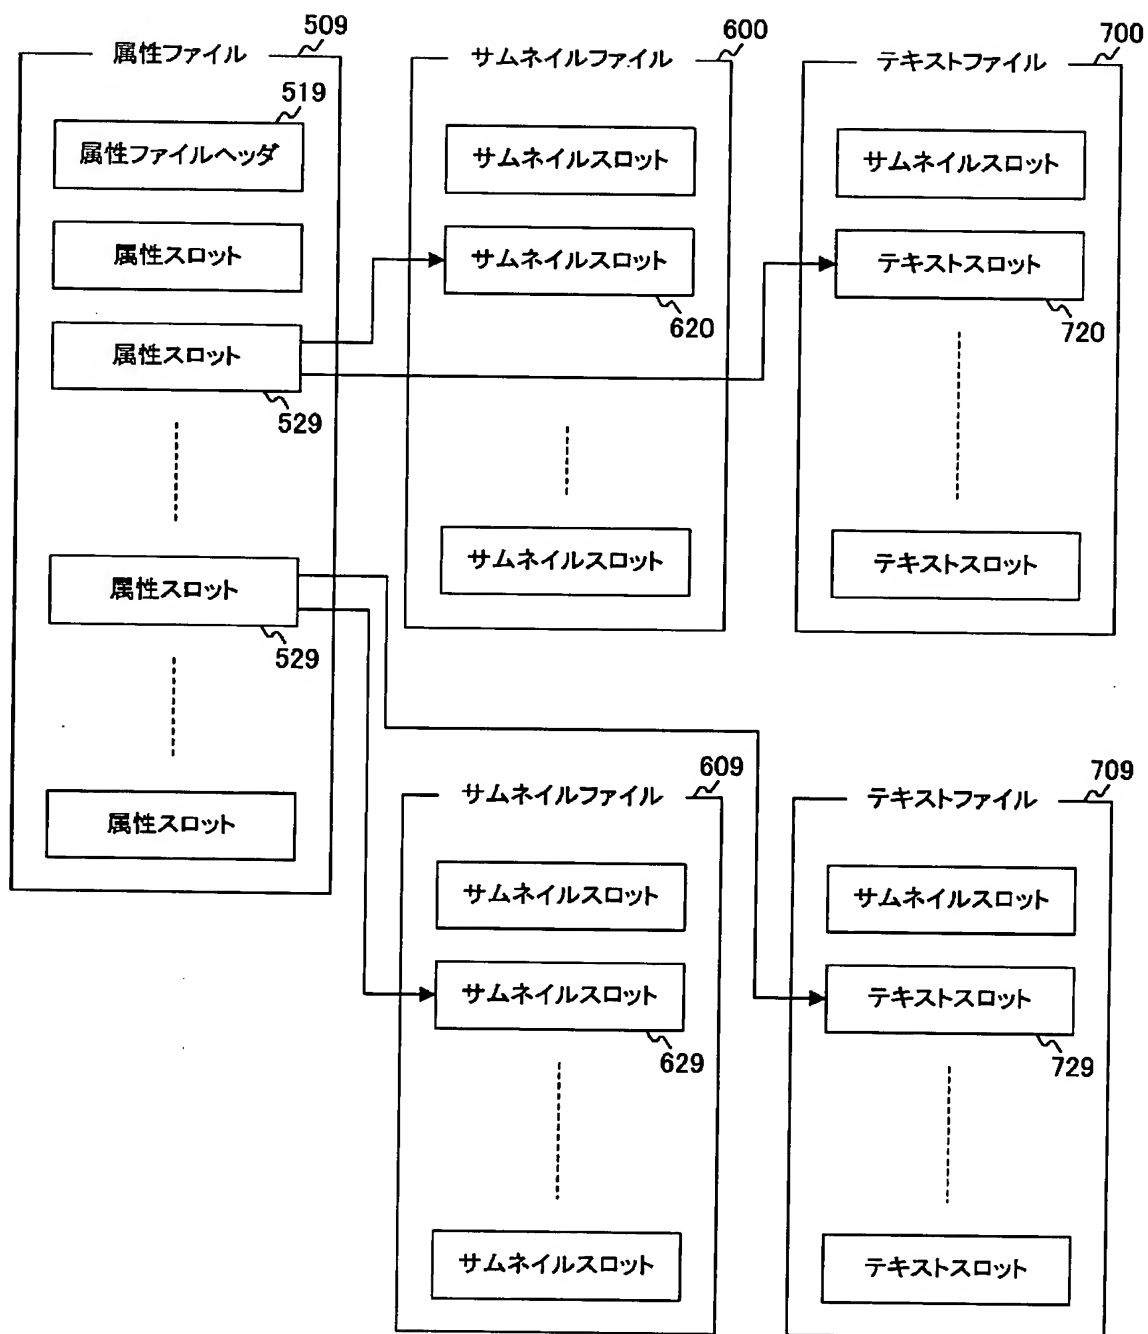 属性ファイル
509
519
属性ファイルヘッダ
属性スロット
属性スロット
529
属性スロット
529
属性スロット
サムネイルファイル
600
サムネイルスロット
サムネイルスロット
620
サムネイルスロット
テキストファイル
700
サムネイルスロット
テキストスロット
720
テキストスロット
サムネイルファイル
609
サムネイルスロット
サムネイルスロット
629
サムネイルスロット
テキストファイル
709
サムネイルスロット
テキストスロット
729
テキストスロット